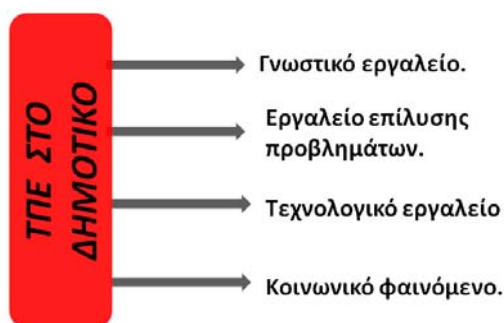 ΤΠΕ ΣΤΟ
ΔΗΜΟΤΙΚΟ
Γνωστικό εργαλείο.
Εργαλείο επίλυσης
προβλημάτων.
Τεχνολογικό εργαλείο
Κοινωνικό φαινόμενο.